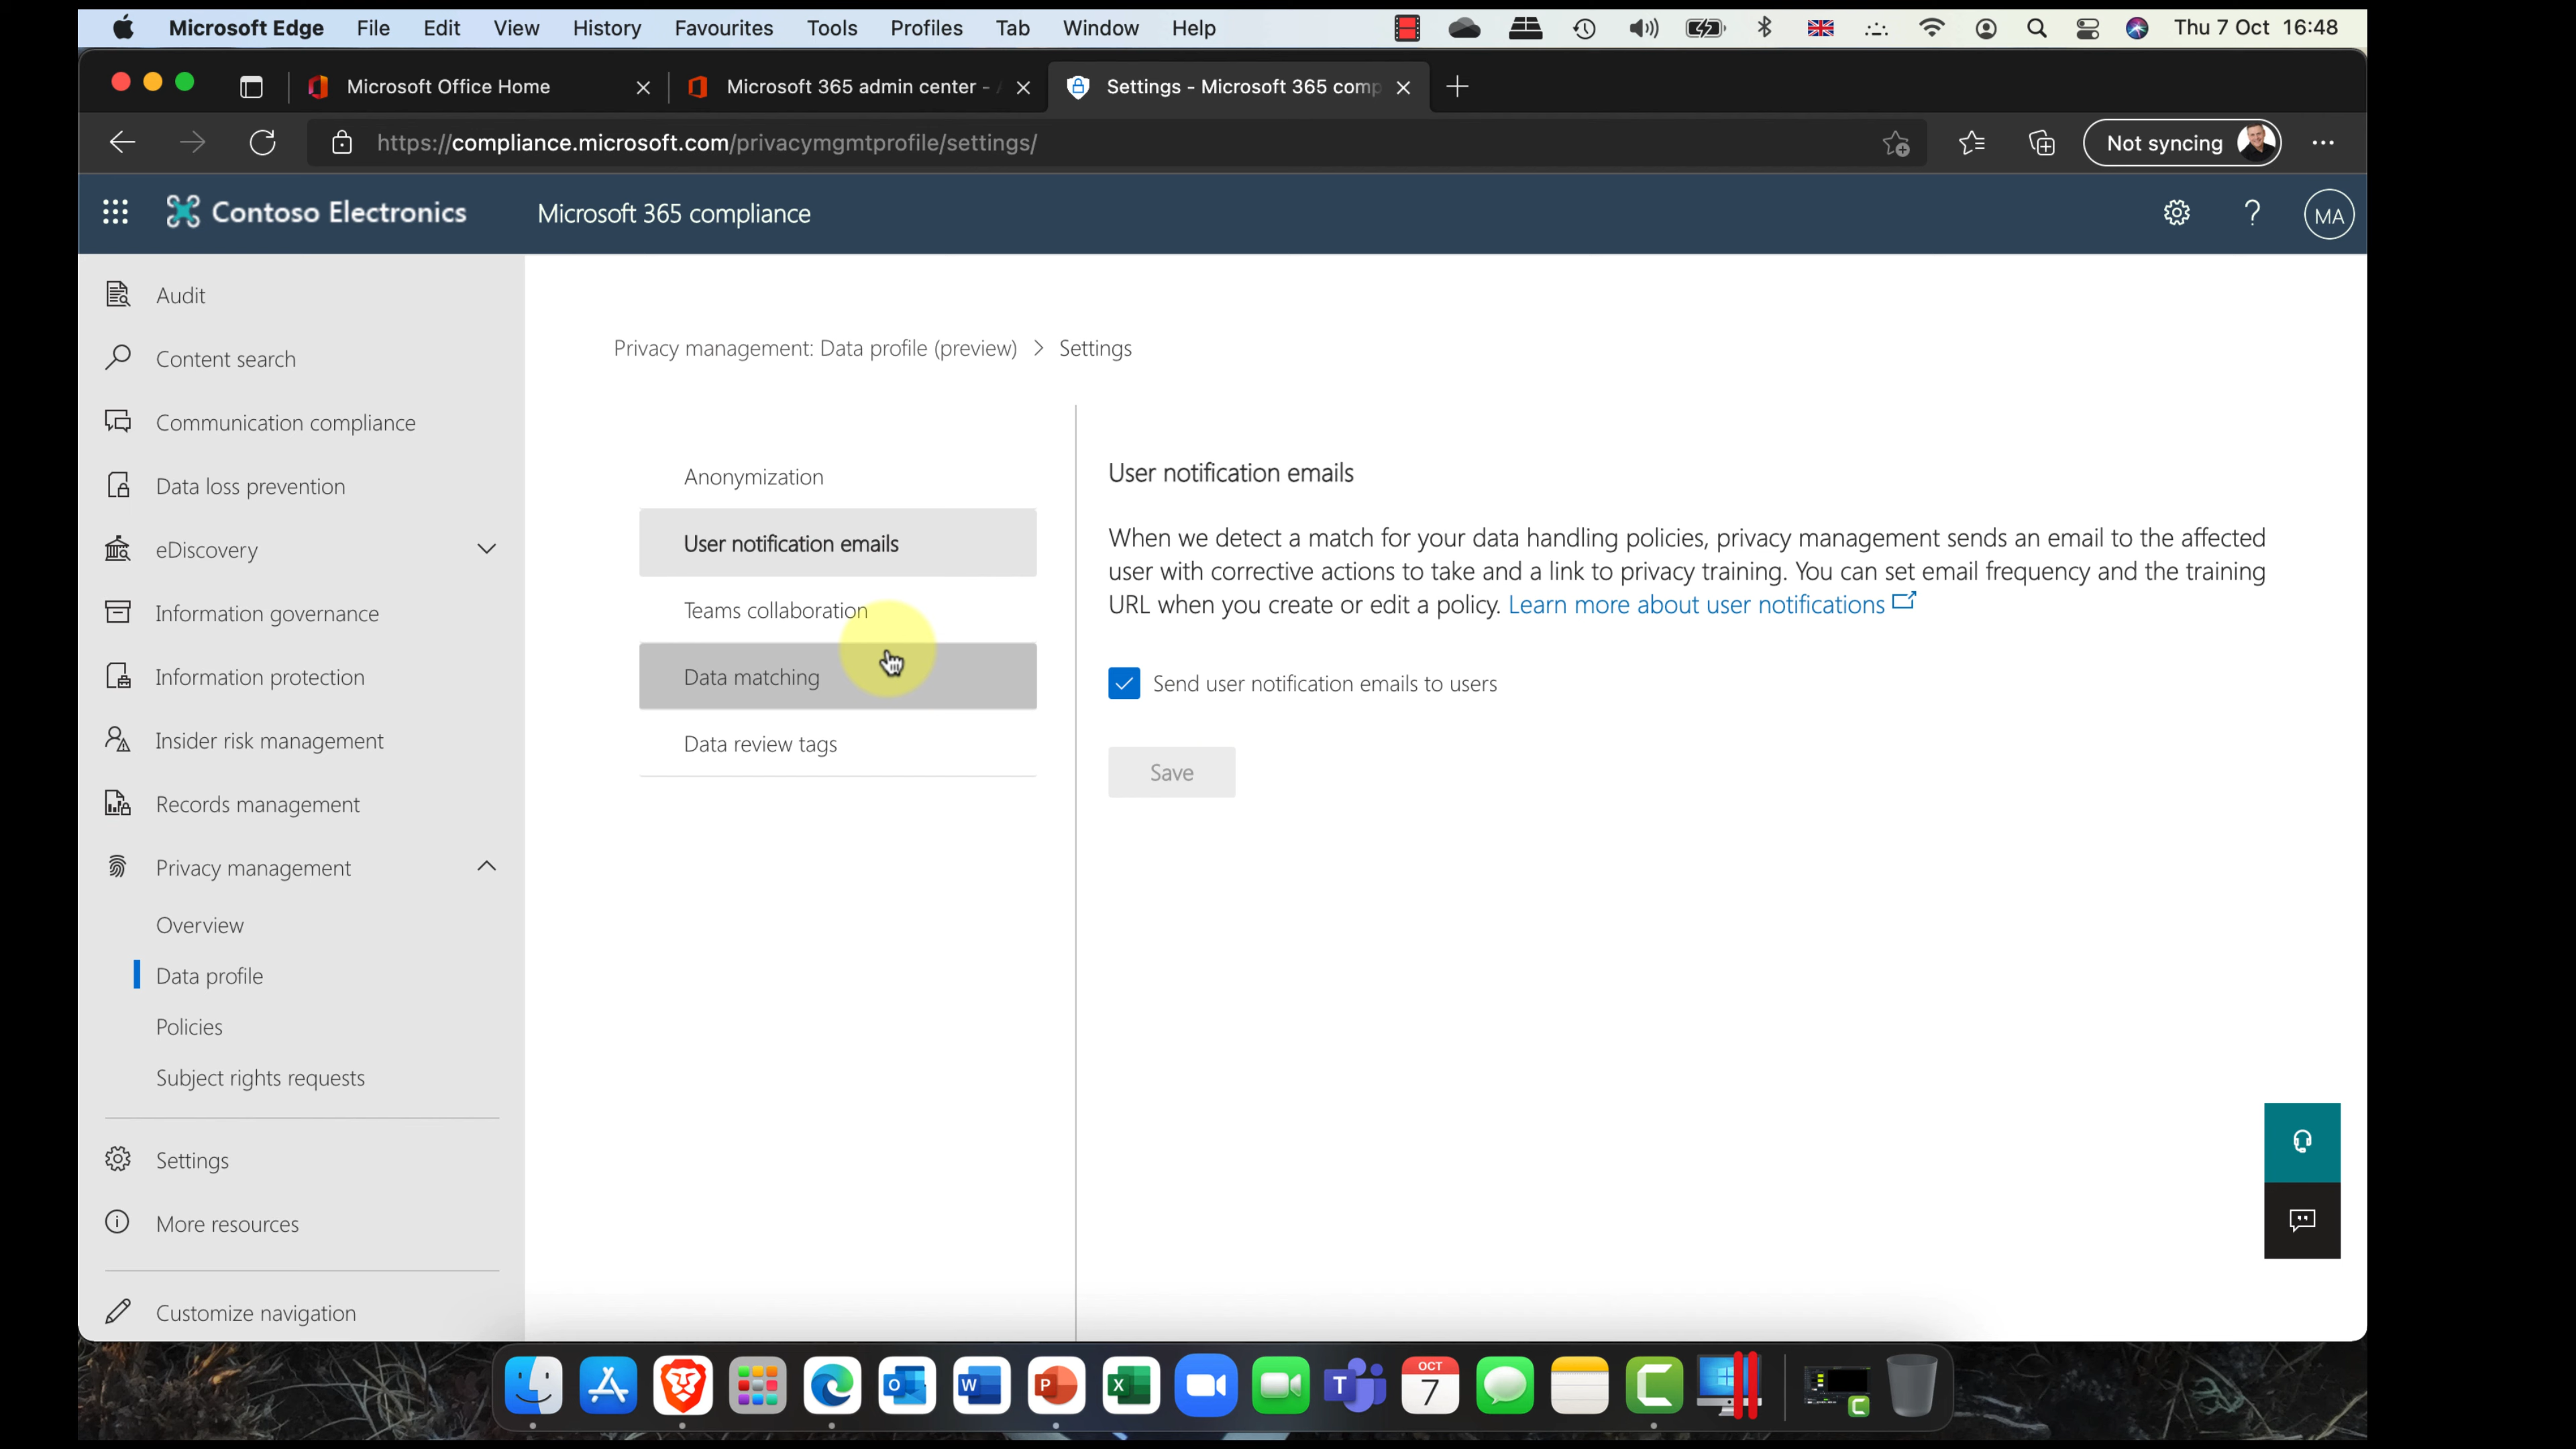 Microsoft Edge File Edit View History Favourites Tools Profiles Tab Window Help Thu 7 Oct 16:48
Microsoft Office Home Microsoft 365 admin center - Settings - Microsoft 365 comp
https://compliance.microsoft.com/privacymgmtprofile/settings/ Not syncing
Contoso Electronics Microsoft 365 compliance MA
Audit
Content search
Communication compliance
Data loss prevention
eDiscovery
Information governance
Information protection
Insider risk management
Records management
Privacy management
Overview
Data profile
Policies
Subject rights requests
Settings
More resources
Customize navigation
Privacy management: Data profile (preview) > Settings
Anonymization
User notification emails
Teams collaboration
Data matching
Data review tags
User notification emails
When we detect a match for your data handling policies, privacy management sends an email to the affected
user with corrective actions to take and a link to privacy training. You can set email frequency and the training
URL when you create or edit a policy. Learn more about user notifications
Send user notification emails to users
Save
OCT
7